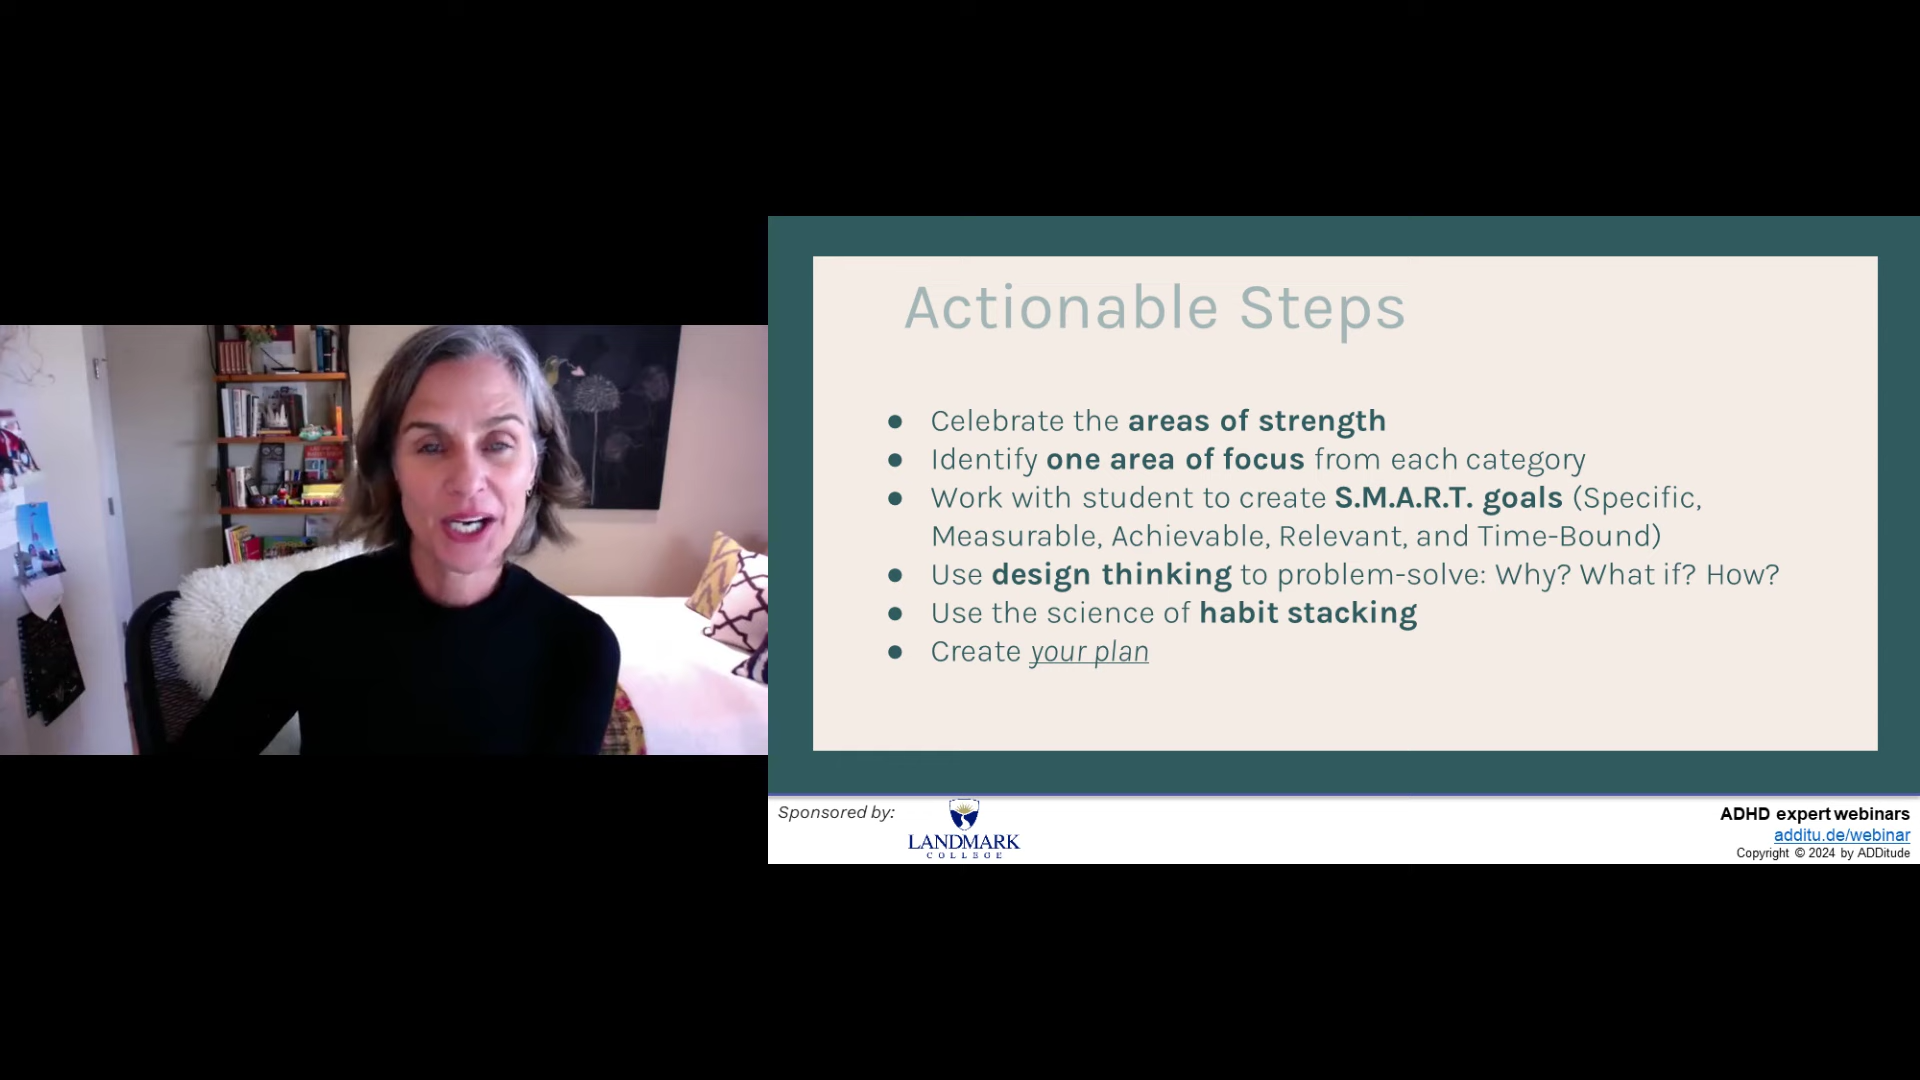 Actionable Steps
● Celebrate the areas of strength
● Identify one area of focus from each category
● Work with student to create S.M.A.R.T. goals (Specific,
Measurable, Achievable, Relevant, and Time-Bound)
● Use design thinking to problem-solve: Why? What if? How?
● Use the science of habit stacking
● Create your plan
Sponsored by:
LANDMARK
COLLEGE
ADHD expert webinars
additu.de/webinar
Copyright © 2024 by ADDitude